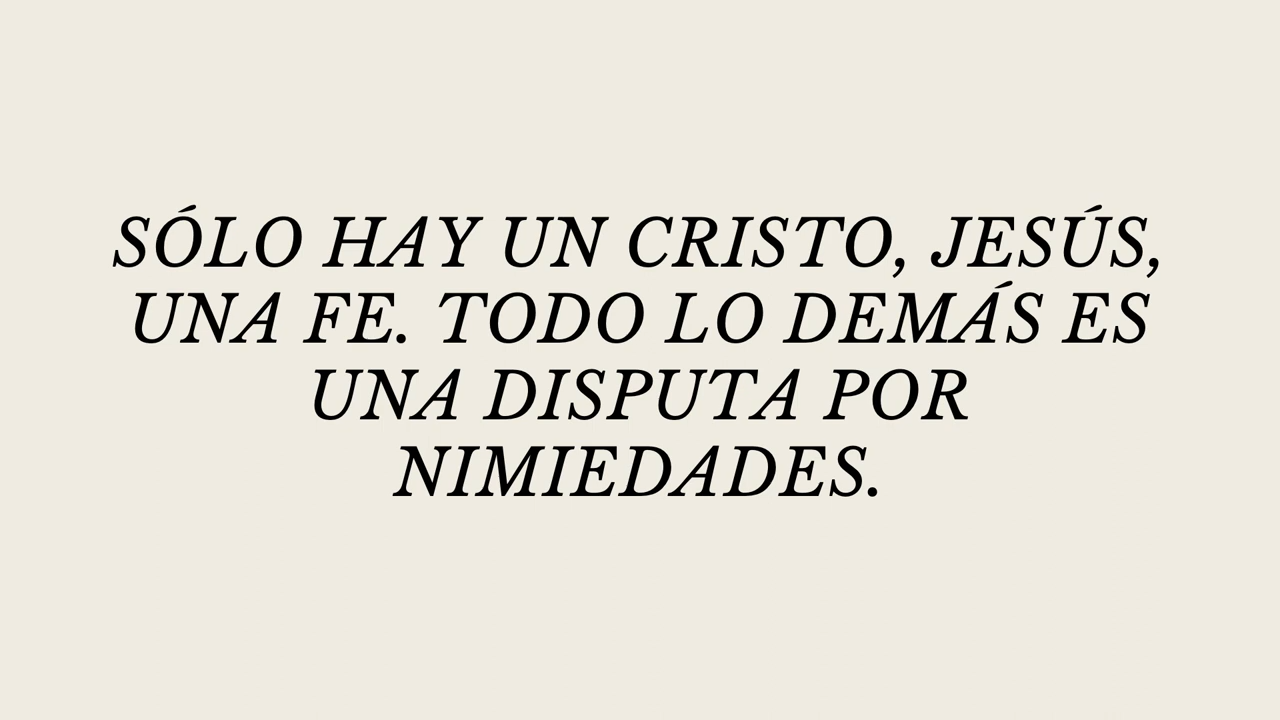 SÓLO HAY UN CRISTO, JESÚS,
UNA FE. TODO LO DEMÁS ES
UNA DISPUTA POR
NIMIEDADES.